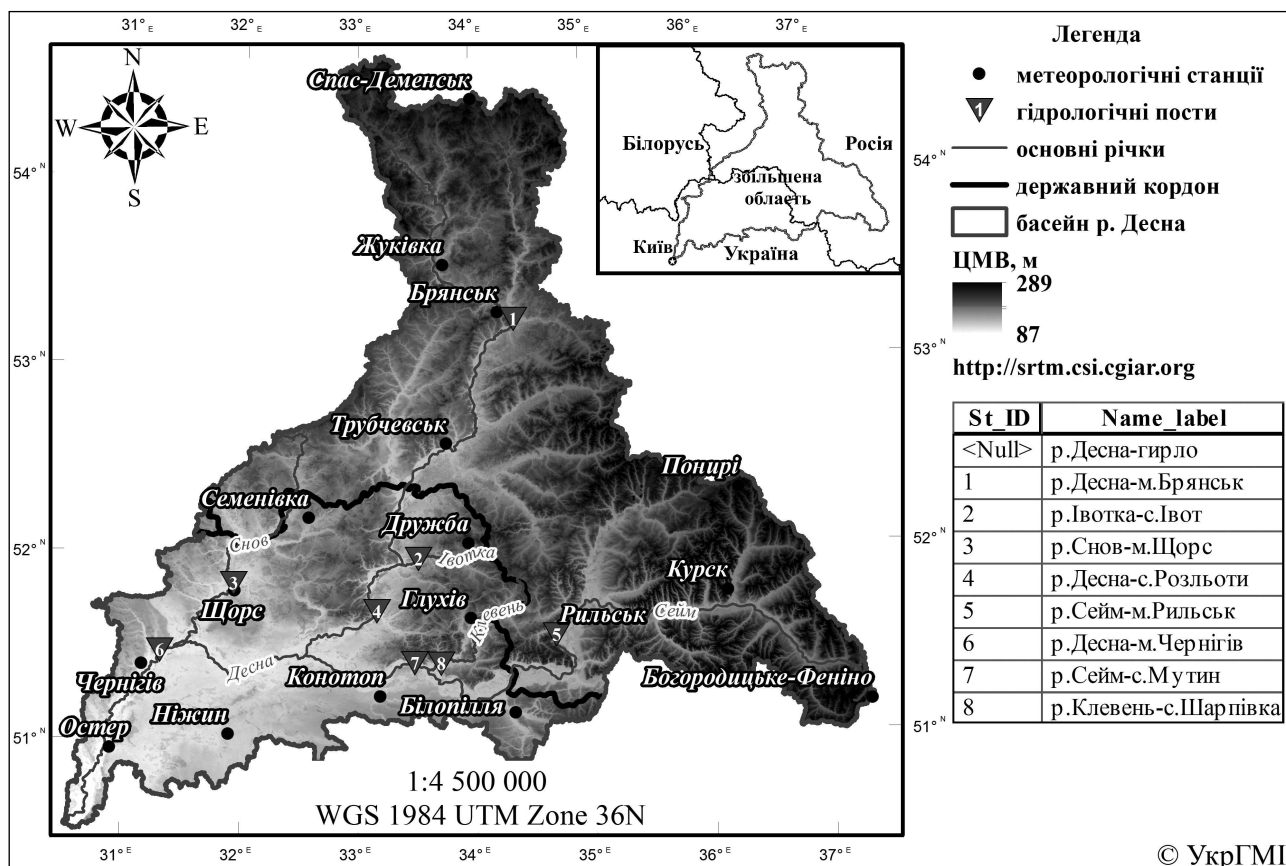 31° E 32° E 33° E 34° E 35° E 36° E 37° E
N
W E
S
54° N
53° N
52° N
51° N
Спас-Деменськ
Жуківка
Брянськ
1
Трубчевськ
Понирі
Семенівка
Дружба
Снов
2
Івотка
3
Щорс
Глухів
4
Клевень
Курск
Рильськ
5
Сейм
6
Десна
7
8
Чернігів
Конотоп
Білопілля
Богородицьке-Феніно
Остер
Ніжин
1:4 500 000
WGS 1984 UTM Zone 36N
Білорусь
Росія
збільшена
область
Київ
Україна
54° N
53° N
52° N
51° N
31° E 32° E 33° E 34° E 35° E 36° E 37° E
Легенда
метеорологічні станції
1 гідрологічні пости
основні річки
державний кордон
басейн р. Десна
ЦМВ, м
289
87
http://srtm.csi.cgiar.org
St_ID Name_label
<Null> р.Десна-гирло
1 р.Десна-м.Брянськ
2 р.Івотка-с.Івот
3 р.Снов-м.Щорс
4 р.Десна-с.Розльоти
5 р.Сейм-м.Рильськ
6 р.Десна-м.Чернігів
7 р.Сейм-с.Мутин
8 р.Клевень-с.Шарпівка
© УкрГМІ